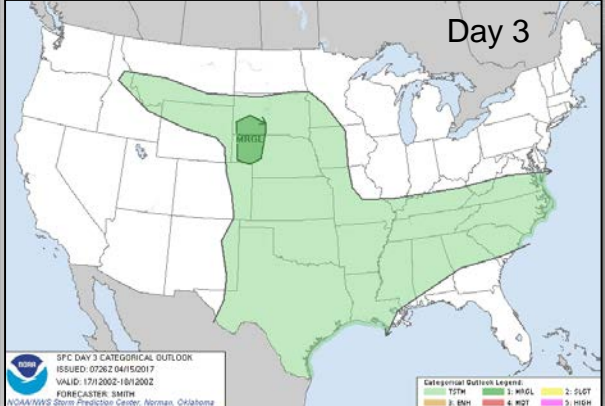 Day 3
MRGL
NOAA
SPC DAY 3 CATEGORICAL OUTLOOK
ISSUED: 0726Z 04/15/2017
VALID: 17/1200Z-18/1200Z
FORECASTER: SMITH
NOAA/NWS Storm Prediction Center, Norman, Oklahoma
Categorical Outlook Legend:
TSTM 1: MRGL 2: SLGT
3: ENH 4: MDT 5: HIGH